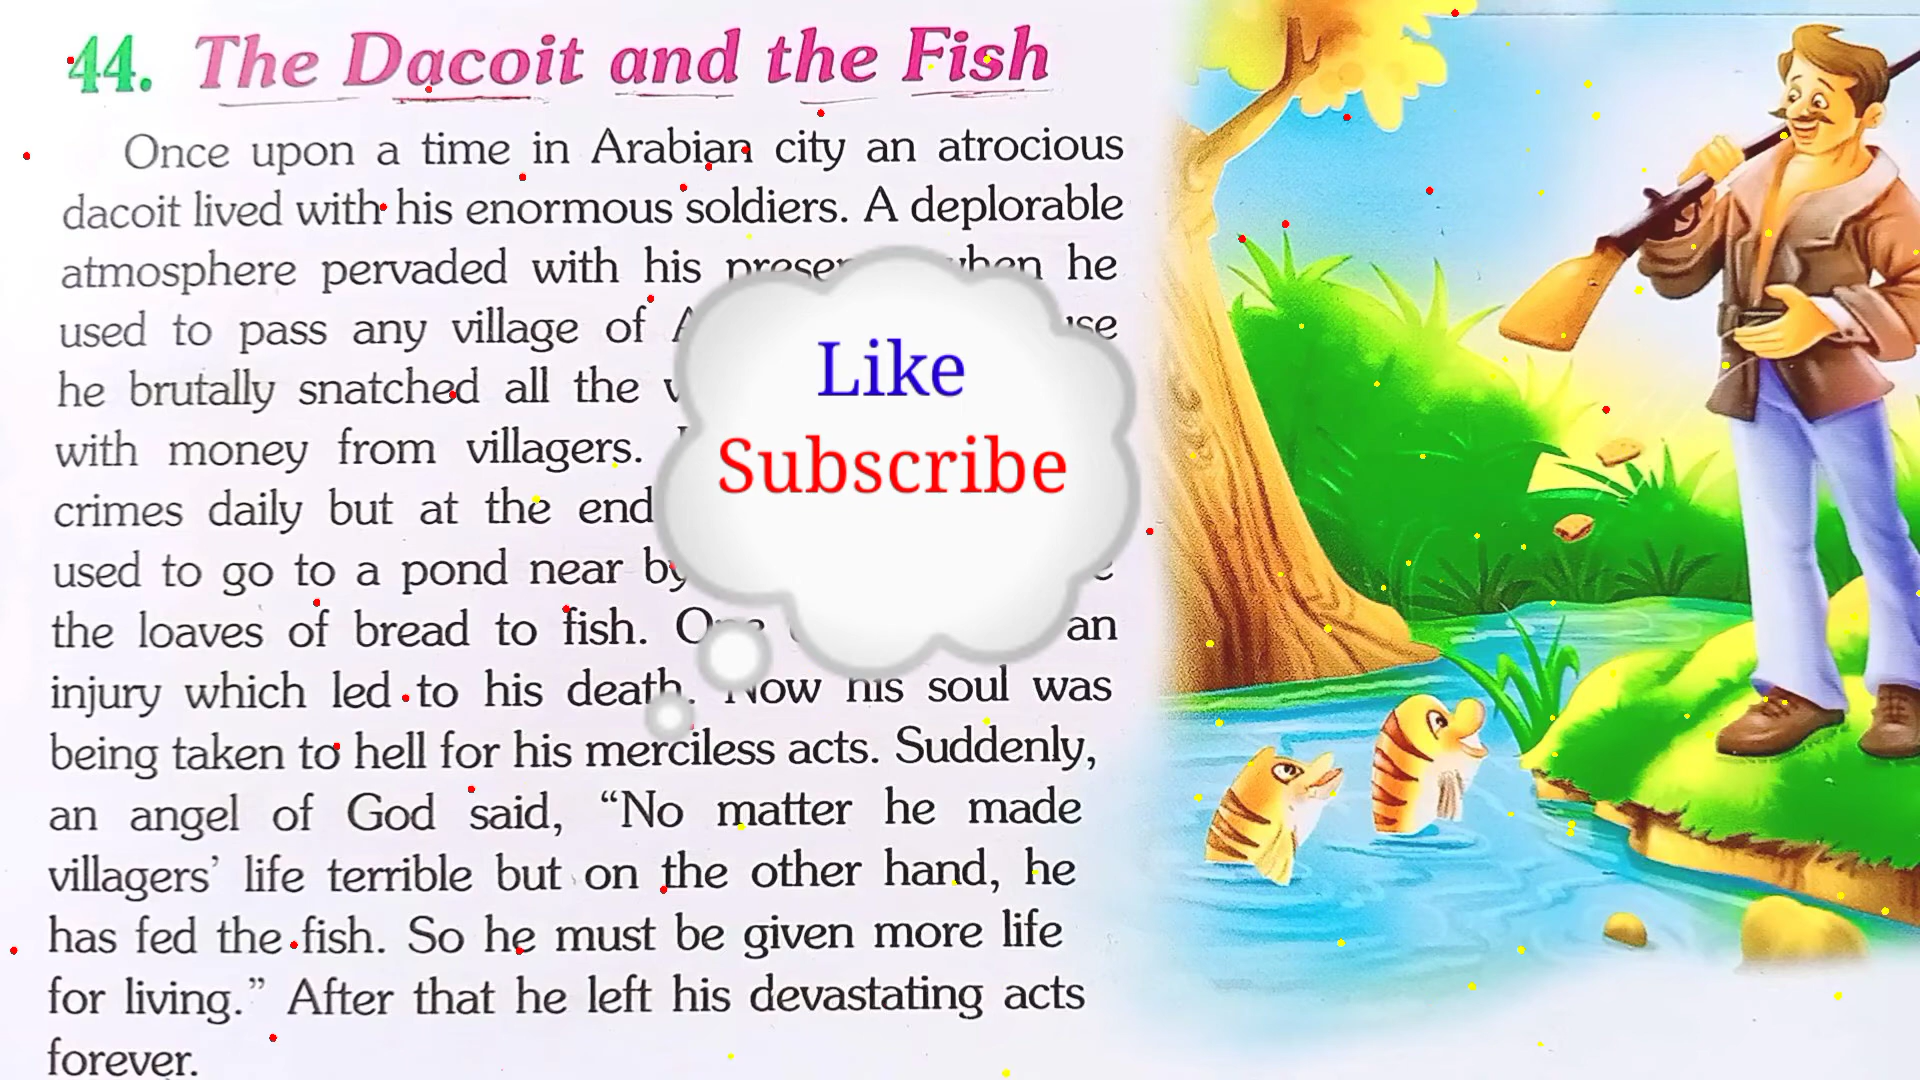 44. The Dacoit and the Fish
Once upon a time in Arabian city an atrocious
dacoit lived with his enormous soldiers. A deplorable
atmosphere pervaded with his when he
used to pass any village of
he brutally snatched all the
with money from villagers.
crimes daily but at the end
used to go to a pond near by
the loaves of bread to fish. One an
injury which led to his death. Now his soul was
being taken to hell for his merciless acts. Suddenly,
an angel of God said, “No matter he made
villagers’ life terrible but on the other hand, he
has fed the fish. So he must be given more life
for living.” After that he left his devastating acts
forever.
Like
Subscribe